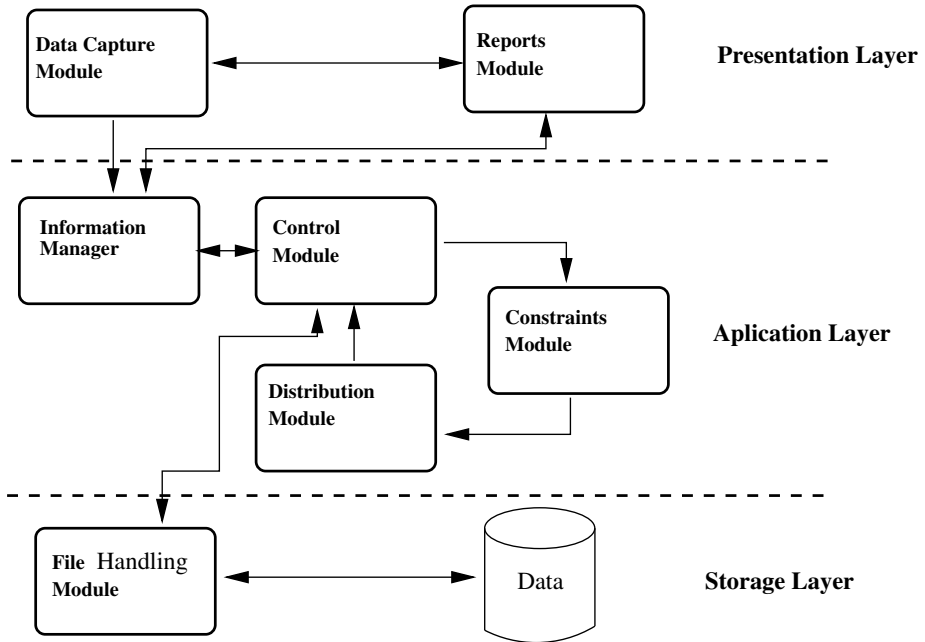 Data Capture
Module
Reports
Module
Presentation Layer
Information
Manager
Control
Module
Constraints
Module
Aplication Layer
Distribution
Module
File Handling
Module
Data
Storage Layer